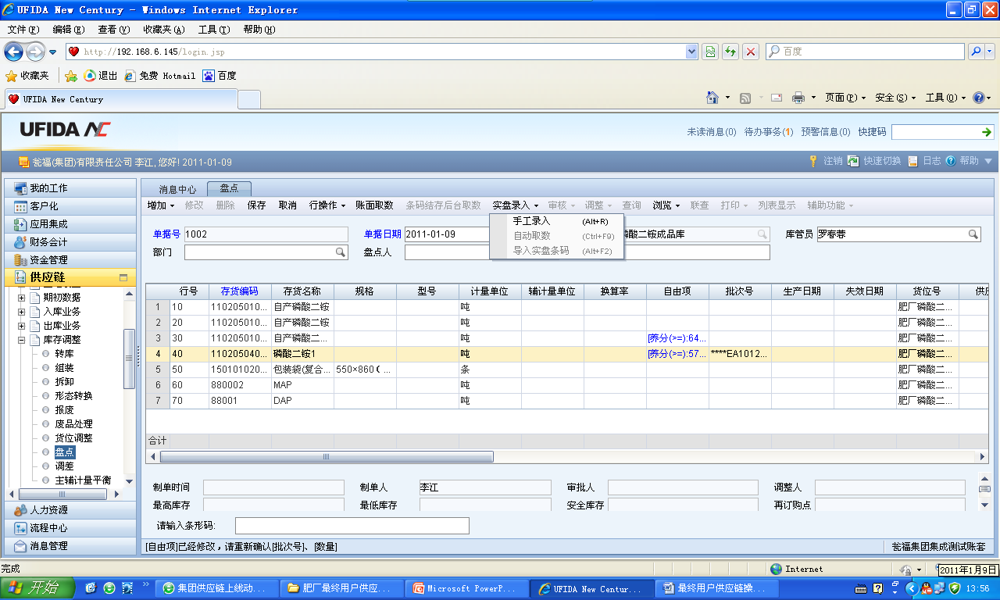 UFIDA New Century - Windows Internet Explorer
文件(F) 编辑(E) 查看(V) 收藏夹(A) 工具(T) 帮助(H)
http://192.168.6.145/login.jsp 百度
收藏夹 退出 免费 Hotmail 百度
UFIDA New Century 页面(P) 安全(S) 工具(O)
UFIDA NC 未读消息(0) 待办事务(1) 预警信息(0) 快捷码
瓮福(集团)有限责任公司 李江, 您好! 2011-01-09 注销 快速切换 日志 帮助
我的工作
客户化
应用集成
财务会计
资金管理
供应链
期初数据
入库业务
出库业务
库存调整
转库
组装
拆卸
形态转换
报废
废品处理
货位调整
盘点
调差
主辅计量平衡
人力资源
流程中心
消息管理
消息中心 盘点
增加 修改 删除 保存 取消 行操作 账面取数 条码结存后台取数 实盘录入 审核 调整 查询 浏览 联查 打印 列表显示 辅助功能
手工录入 (Alt+R)
自动取数 (Ctrl+F9)
导入实盘条码 (Alt+F2)
单据号 1002 单据日期 2011-01-09 磷酸二铵成品库 库管员 罗春蓉
部门 盘点人
行号 存货编码 存货名称 规格 型号 计量单位 辅计量单位 换算率 自由项 批次号 生产日期 失效日期 货位号 供应
1 10 110205010... 自产磷酸二铵 吨 肥厂磷酸二...
2 20 110205010... 自产磷酸二铵 吨 肥厂磷酸二...
3 30 110205010... 自产磷酸二... 吨 [养分(>=):64... 肥厂磷酸二...
4 40 110205040... 磷酸二铵1 吨 [养分(>=):57... ****EA1012... 肥厂磷酸二...
5 50 150101020... 包装袋(复合... 550×860 ( ... 条 肥厂磷酸二...
6 60 880002 MAP 吨 肥厂磷酸二...
7 70 88001 DAP 吨 肥厂磷酸二...
合计
制单时间 制单人 李江 审批人 调整人
最高库存 最低库存 安全库存 再订购点
请输入条形码:
[自由项]已经修改，请重新确认[批次号]、[数量] 瓮福集团集成测试账套
完成 Internet 2011年1月9日
开始 集团供应链上线动... 肥厂最终用户供应... Microsoft PowerP... UFIDA New Centur... 最终用户供应链操... 13:56